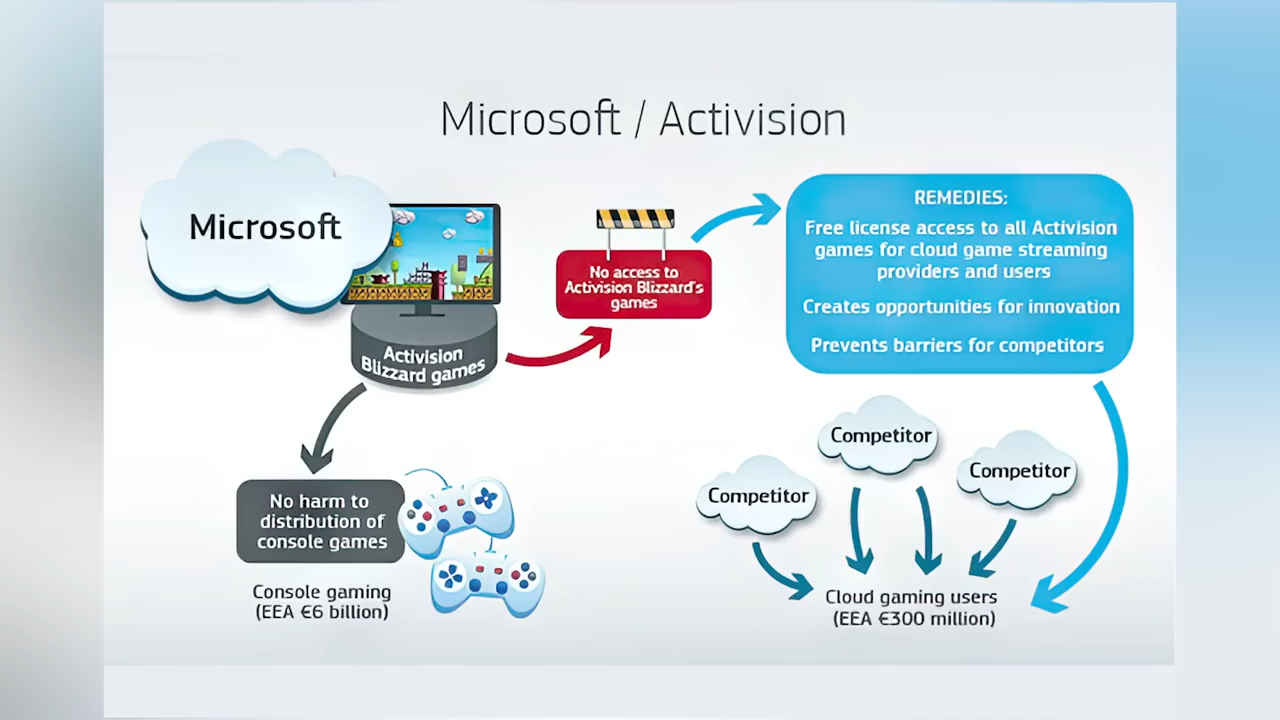 Microsoft / Activision
Microsoft
Activision
Blizzard games
No access to
Activision Blizzard's
games
REMEDIES:
Free license access to all Activision
games for cloud game streaming
providers and users
Creates opportunities for innovation
Prevents barriers for competitors
No harm to
distribution of
console games
Console gaming
(EEA €6 billion)
Competitor
Competitor
Competitor
Cloud gaming users
(EEA €300 million)